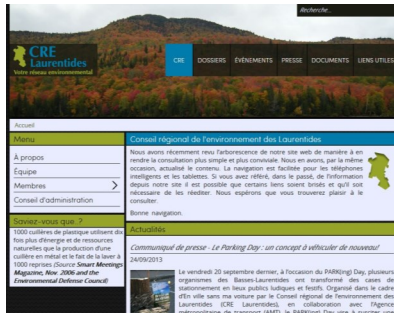 Recherche...
CRE
Laurentides
Votre réseau environnemental
CRE DOSSIERS ÉVÉNEMENTS PRESSE DOCUMENTS LIENS UTILES
Accueil
Menu
À propos
Équipe
Membres
Conseil d'administration
Saviez-vous que..?
1000 cuillères de plastique utilisent dix
fois plus d'énergie et de ressources
naturelles que la production d'une
cuillère en métal et le fait de la laver à
1000 reprises (Source Smart Meetings
Magazine, Nov. 2006 and the
Environmental Defense Council)
Conseil régional de l'environnement des Laurentides
Nous avons récemment revu l'arborescence de notre site web de manière à en
rendre la consultation plus simple et plus conviviale. Nous en avons, par la même
occasion, actualisé le contenu. La navigation est facilitée pour les téléphones
intelligents et les tablettes. Si vous avez référé, dans le passé, de l'information
depuis notre site il est possible que certains liens soient brisés et qu'il soit
nécessaire de les rééditer. Nous espérons que vous trouverez plaisir à le
consulter.
Bonne navigation.
Actualités
Communiqué de presse - Le Parking Day : un concept à véhiculer de nouveau!
24/09/2013
Le vendredi 20 septembre dernier, à l'occasion du PARK(ing) Day, plusieurs
organismes des Basses-Laurentides ont transformé des cases de
stationnement en lieux publics ludiques et festifs. Organisé dans le cadre
d'En ville sans ma voiture par le Conseil régional de l'environnement des
Laurentides (CRE Laurentides), en collaboration avec l'Agence
métropolitaine de transport (AMT), le PARK(ing) Day vise à susciter une